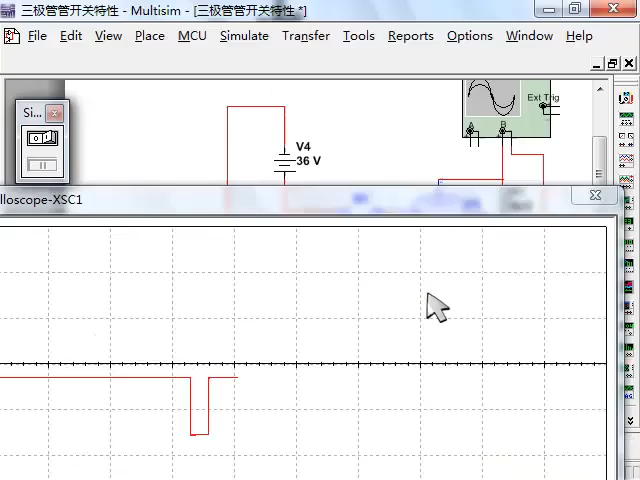 三极管管开关特性 - Multisim - [三极管管开关特性 *]
File Edit View Place MCU Simulate Transfer Tools Reports Options Window Help
Si...
Ext Trig
A B
V4
36 V
lloscope-XSC1